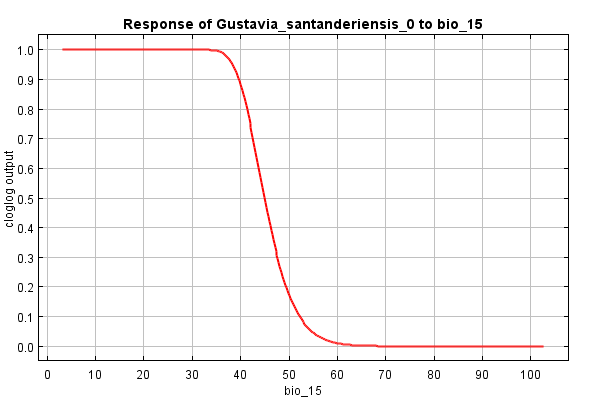 Response of Gustavia_santanderiensis_0 to bio_15
cloglog output
1.0
0.9
0.8
0.7
0.6
0.5
0.4
0.3
0.2
0.1
0.0
0 10 20 30 40 50 60 70 80 90 100
bio_15